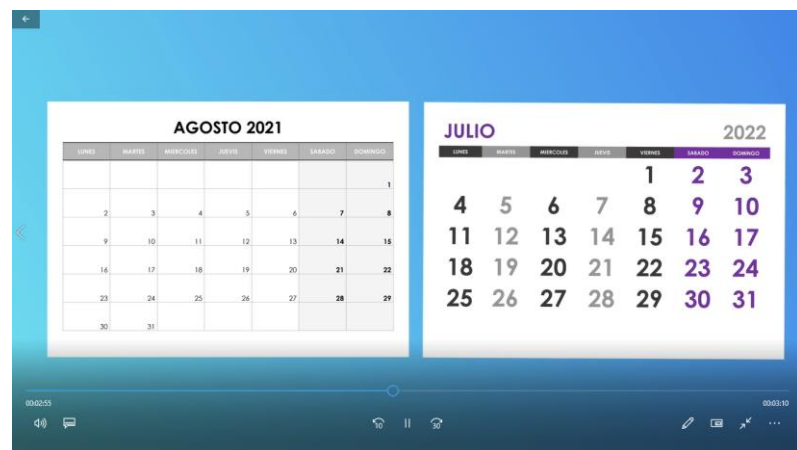 AGOSTO 2021
LUNES MARTES MIERCOLES JUEVES VIERNES SABADO DOMINGO
1
2 3 4 5 6 7 8
9 10 11 12 13 14 15
16 17 18 19 20 21 22
23 24 25 26 27 28 29
30 31
JULIO 2022
LUNES MARTES MIERCOLES JUEVES VIERNES SABADO DOMINGO
1 2 3
4 5 6 7 8 9 10
11 12 13 14 15 16 17
18 19 20 21 22 23 24
25 26 27 28 29 30 31
00:02:55 00:03:10
10 30